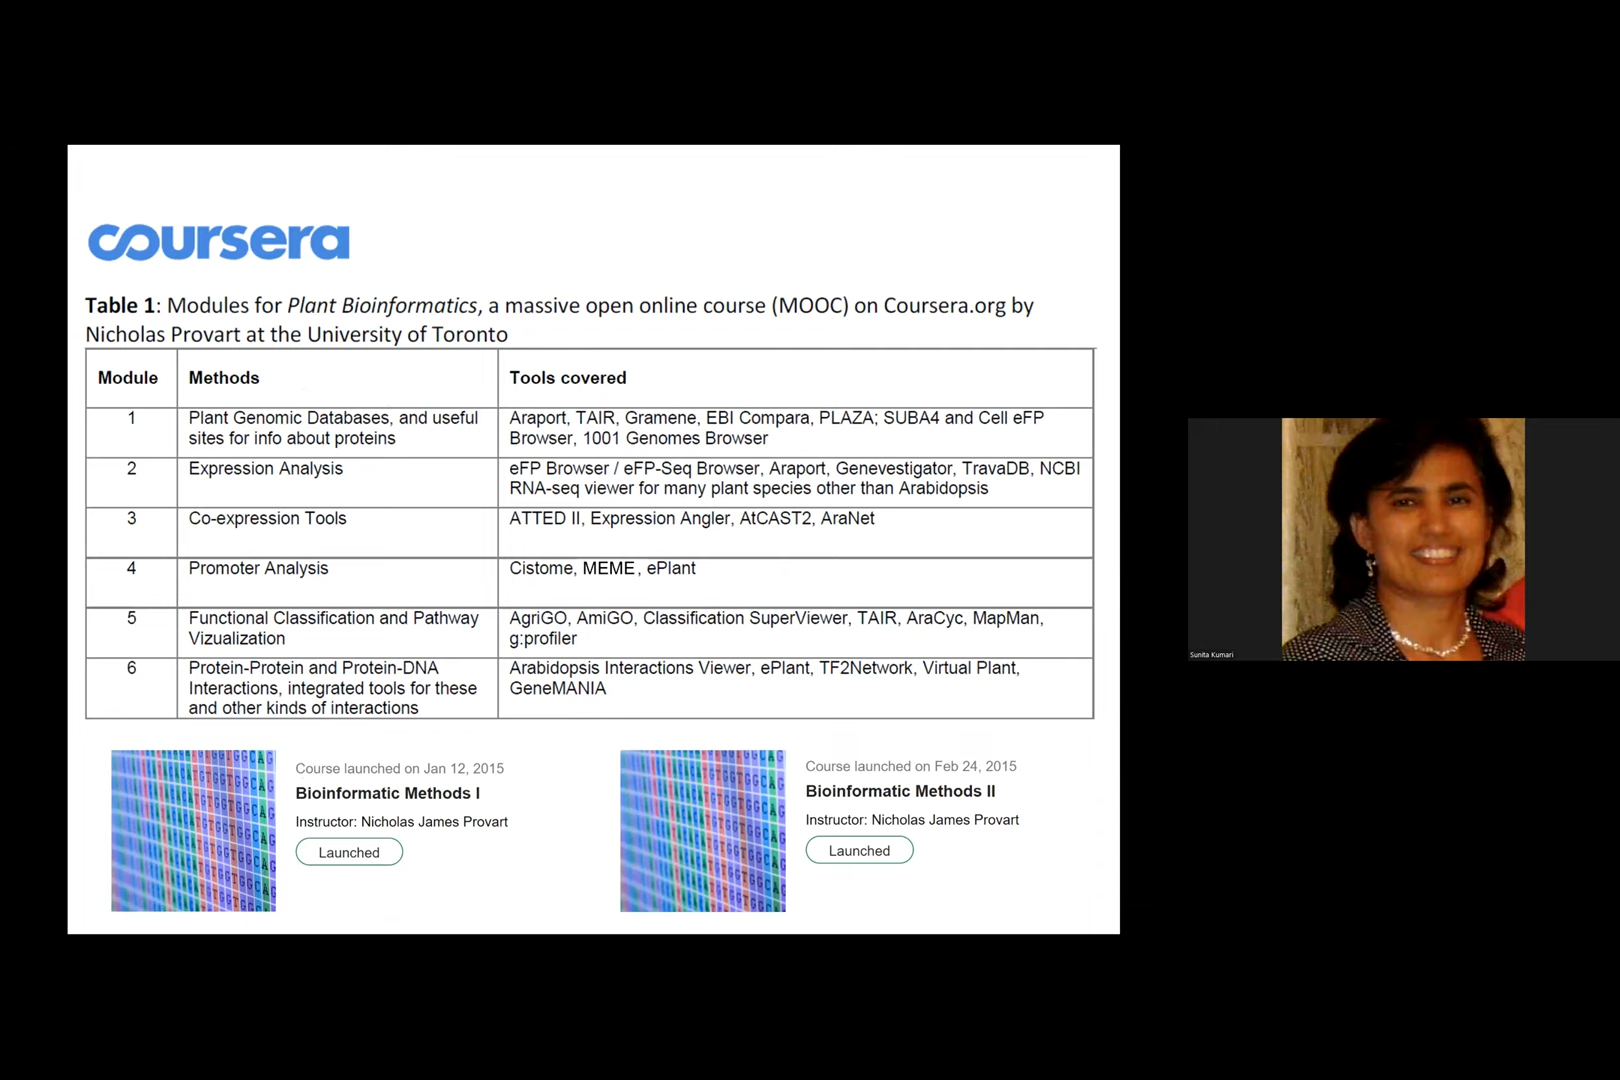 coursera
Table 1: Modules for Plant Bioinformatics, a massive open online course (MOOC) on Coursera.org by
Nicholas Provart at the University of Toronto
Module Methods Tools covered
1 Plant Genomic Databases, and useful Araport, TAIR, Gramene, EBI Compara, PLAZA; SUBA4 and Cell eFP
sites for info about proteins Browser, 1001 Genomes Browser
2 Expression Analysis eFP Browser / eFP-Seq Browser, Araport, Genevestigator, TravaDB, NCBI
RNA-seq viewer for many plant species other than Arabidopsis
3 Co-expression Tools ATTED II, Expression Angler, AtCAST2, AraNet
4 Promoter Analysis Cistome, MEME, ePlant
5 Functional Classification and Pathway AgriGO, AmiGO, Classification SuperViewer, TAIR, AraCyc, MapMan,
Vizualization g:profiler
6 Protein-Protein and Protein-DNA Arabidopsis Interactions Viewer, ePlant, TF2Network, Virtual Plant,
Interactions, integrated tools for these GeneMANIA
and other kinds of interactions
Course launched on Jan 12, 2015
Bioinformatic Methods I
Instructor: Nicholas James Provart
Launched
Course launched on Feb 24, 2015
Bioinformatic Methods II
Instructor: Nicholas James Provart
Launched
Sunita Kumari